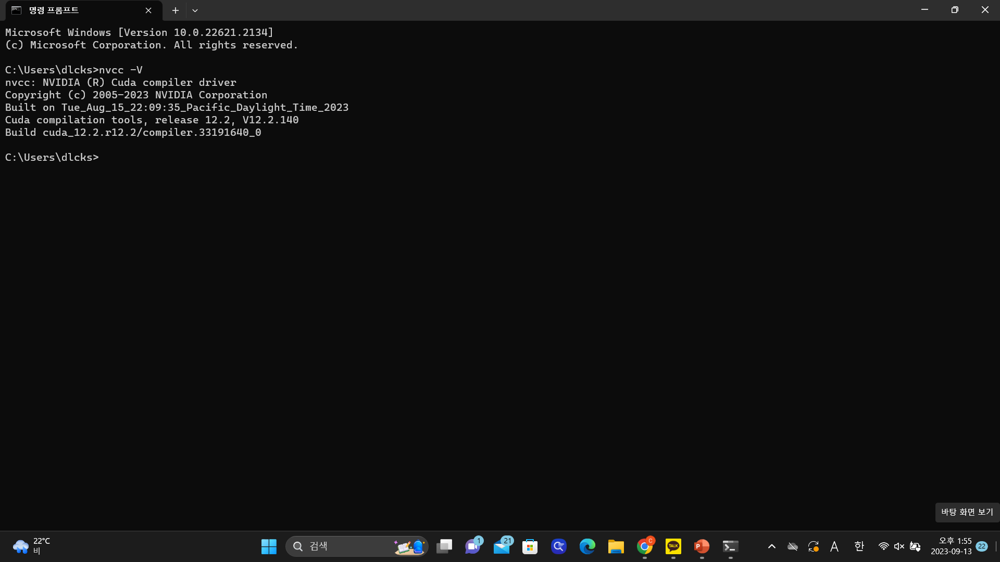 명령 프롬프트
Microsoft Windows [Version 10.0.22621.2134]
(c) Microsoft Corporation. All rights reserved.
C:\Users\dlcks>nvcc -V
nvcc: NVIDIA (R) Cuda compiler driver
Copyright (c) 2005-2023 NVIDIA Corporation
Built on Tue_Aug_15_22:09:35_Pacific_Daylight_Time_2023
Cuda compilation tools, release 12.2, V12.2.140
Build cuda_12.2.r12.2/compiler.33191640_0
C:\Users\dlcks>
바탕 화면 보기
22°C
비
검색
1
21
C
TALK
P
A
한
오후 1:55
2023-09-13
22